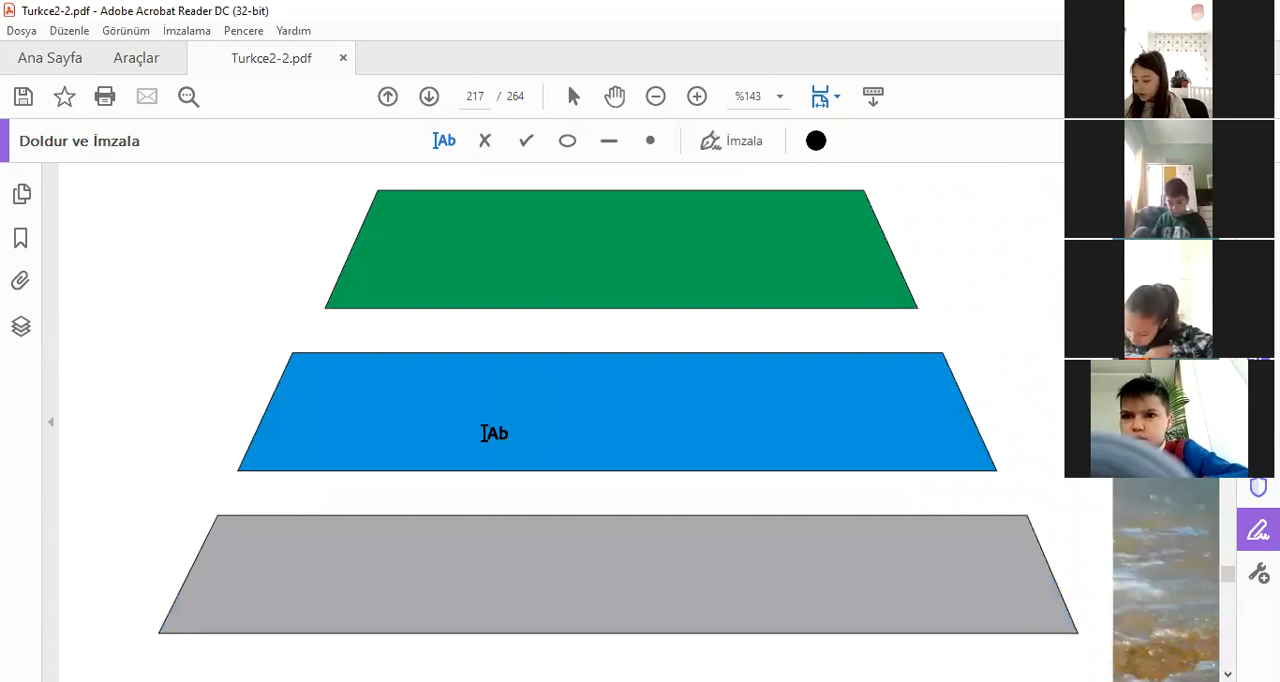 Turkce2-2.pdf - Adobe Acrobat Reader DC (32-bit)
Dosya Düzenle Görünüm İmzalama Pencere Yardım
Ana Sayfa Araçlar Turkce2-2.pdf ×
217 / 264 %143
Doldur ve İmzala Ab İmzala
Ab